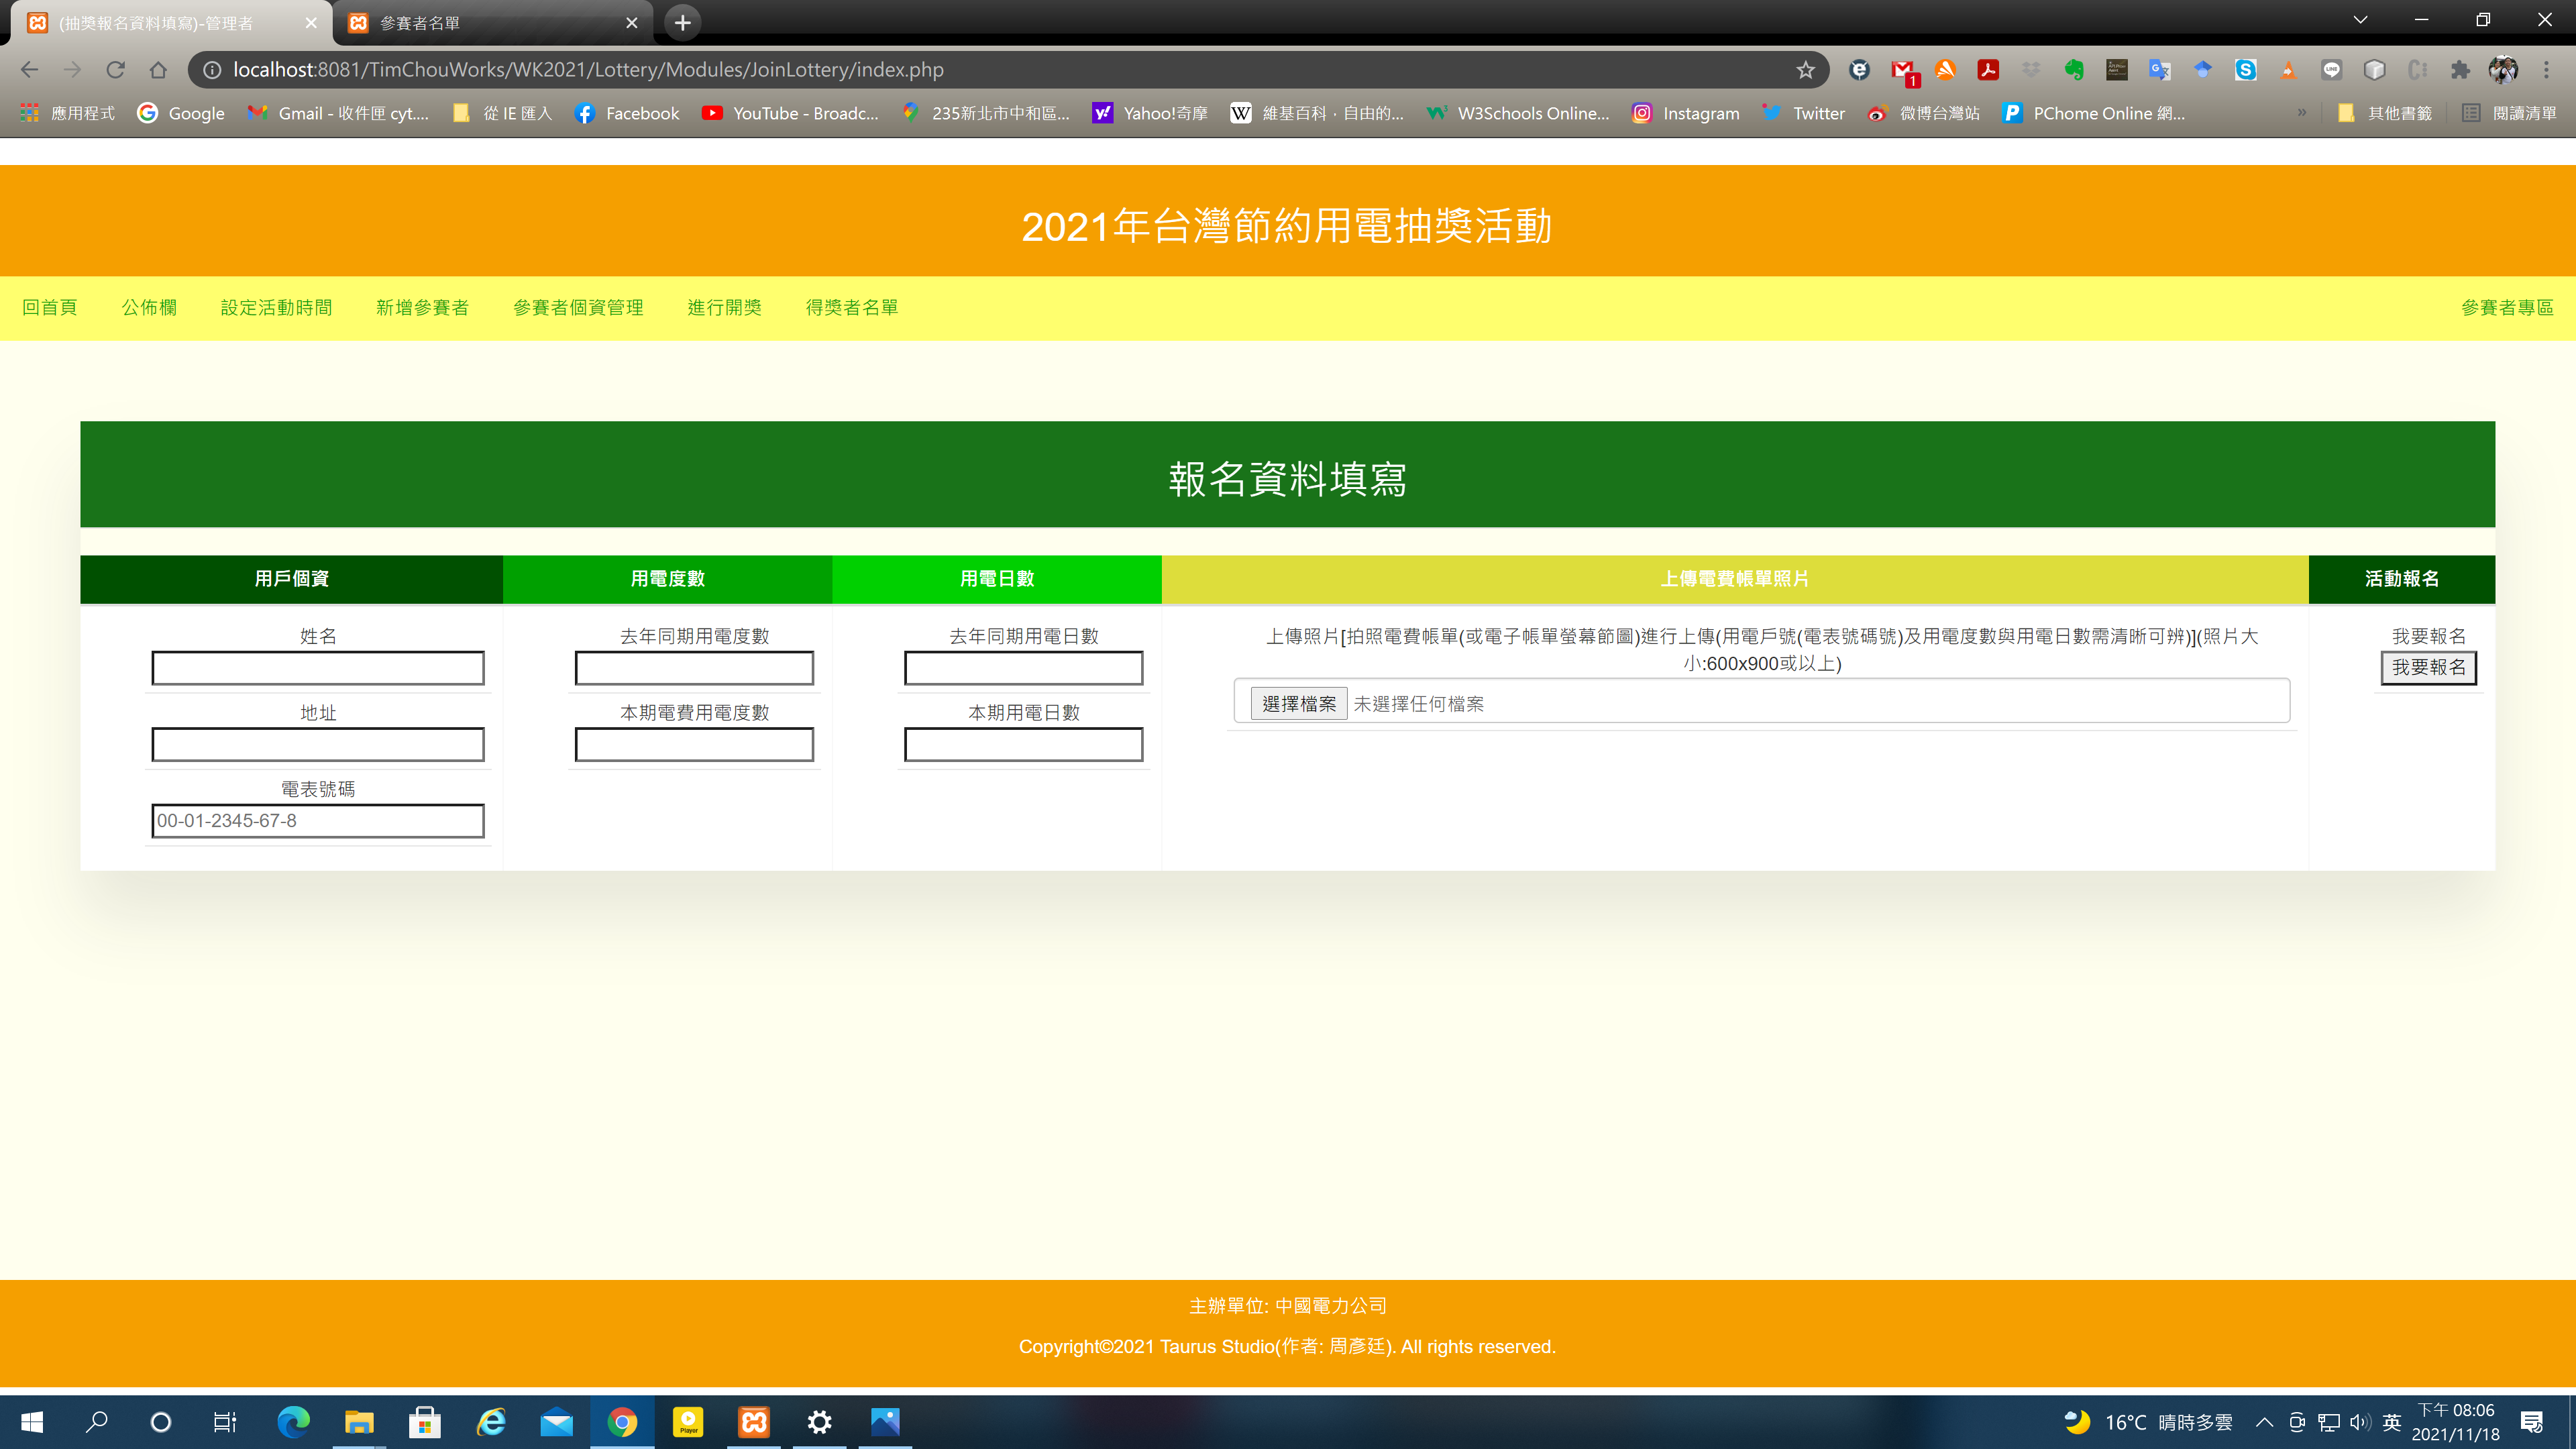 (抽獎報名資料填寫)-管理者
參賽者名單
localhost:8081/TimChouWorks/WK2021/Lottery/Modules/JoinLottery/index.php
1
應用程式
Google
Gmail - 收件匣 cyt....
從 IE 匯入
Facebook
YouTube - Broadc...
235新北市中和區...
Yahoo!奇摩
維基百科，自由的...
W3Schools Online...
Instagram
Twitter
微博台灣站
PChome Online 網...
»
其他書籤
閱讀清單
2021年台灣節約用電抽獎活動
回首頁 公佈欄 設定活動時間 新增參賽者 參賽者個資管理 進行開獎 得獎者名單 參賽者專區
報名資料填寫
用戶個資 用電度數 用電日數 上傳電費帳單照片 活動報名
姓名
地址
電表號碼
00-01-2345-67-8
去年同期用電度數
本期電費用電度數
去年同期用電日數
本期用電日數
上傳照片[拍照電費帳單(或電子帳單螢幕節圖)進行上傳(用電戶號(電表號碼號)及用電度數與用電日數需清晰可辨)](照片大
小:600x900或以上)
選擇檔案 未選擇任何檔案
我要報名
我要報名
主辦單位: 中國電力公司
Copyright©2021 Taurus Studio(作者: 周彥廷). All rights reserved.
Player
16°C 晴時多雲
英
下午 08:06
2021/11/18